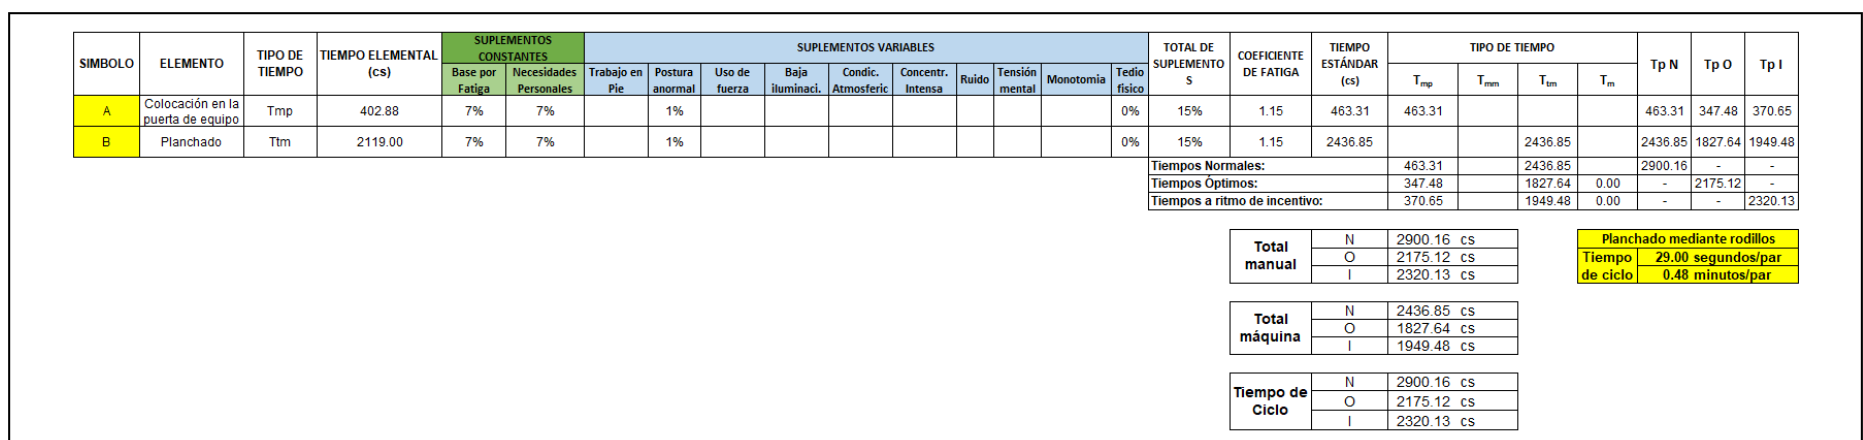 SIMBOLO ELEMENTO TIPO DE TIEMPO TIEMPO ELEMENTAL (cs) SUPLEMENTOS CONSTANTES SUPLEMENTOS VARIABLES TOTAL DE SUPLEMENTO S COEFICIENTE DE FATIGA TIEMPO ESTÁNDAR (cs) TIPO DE TIEMPO Tp N Tp O Tp I
Base por Fatiga Necesidades Personales Trabajo en Pie Postura anormal Uso de fuerza Baja iluminaci. Condic. Atmosferic Concentr. Intensa Ruido Tensión mental Monotomia Tedio fisico Tmp Tmm Ttm Tm
A Colocación en la puerta de equipo Tmp 402.88 7% 7% 1% 0% 15% 1.15 463.31 463.31 463.31 347.48 370.65
B Planchado Ttm 2119.00 7% 7% 1% 0% 15% 1.15 2436.85 2436.85 2436.85 1827.64 1949.48
Tiempos Normales: 463.31 2436.85 2900.16 - -
Tiempos Óptimos: 347.48 1827.64 0.00 - 2175.12 -
Tiempos a ritmo de incentivo: 370.65 1949.48 0.00 - - 2320.13
Total manual
N 2900.16 cs
O 2175.12 cs
I 2320.13 cs
Planchado mediante rodillos
Tiempo 29.00 segundos/par
de ciclo 0.48 minutos/par
Total máquina
N 2436.85 cs
O 1827.64 cs
I 1949.48 cs
Tiempo de Ciclo
N 2900.16 cs
O 2175.12 cs
I 2320.13 cs